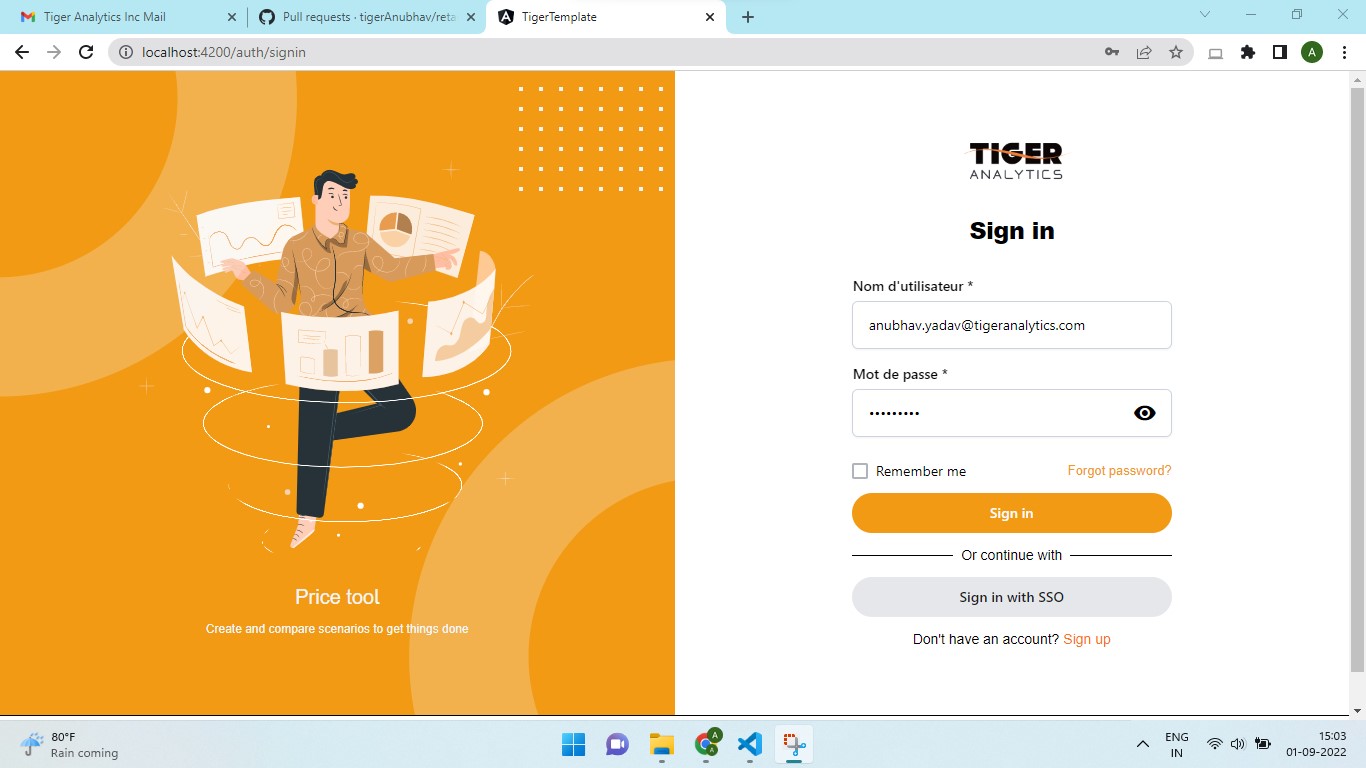 Tiger Analytics Inc Mail
Pull requests · tigerAnubhav/reta
TigerTemplate
localhost:4200/auth/signin
A
TIGER
ANALYTICS
Sign in
Nom d'utilisateur *
anubhav.yadav@tigeranalytics.com
Mot de passe *
•••••••••
Remember me
Forgot password?
Sign in
Or continue with
Sign in with SSO
Don't have an account? Sign up
Price tool
Create and compare scenarios to get things done
80°F
Rain coming
A
A
ENG
IN
15:03
01-09-2022